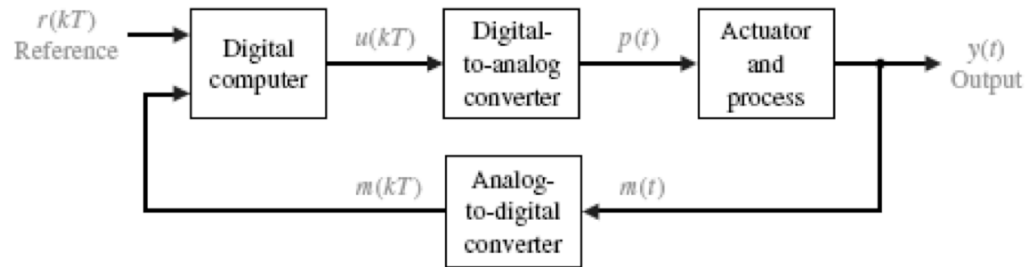 r(kT)
Reference
Digital
computer
u(kT)
Digital-
to-analog
converter
p(t)
Actuator
and
process
y(t)
Output
m(kT)
Analog-
to-digital
converter
m(t)